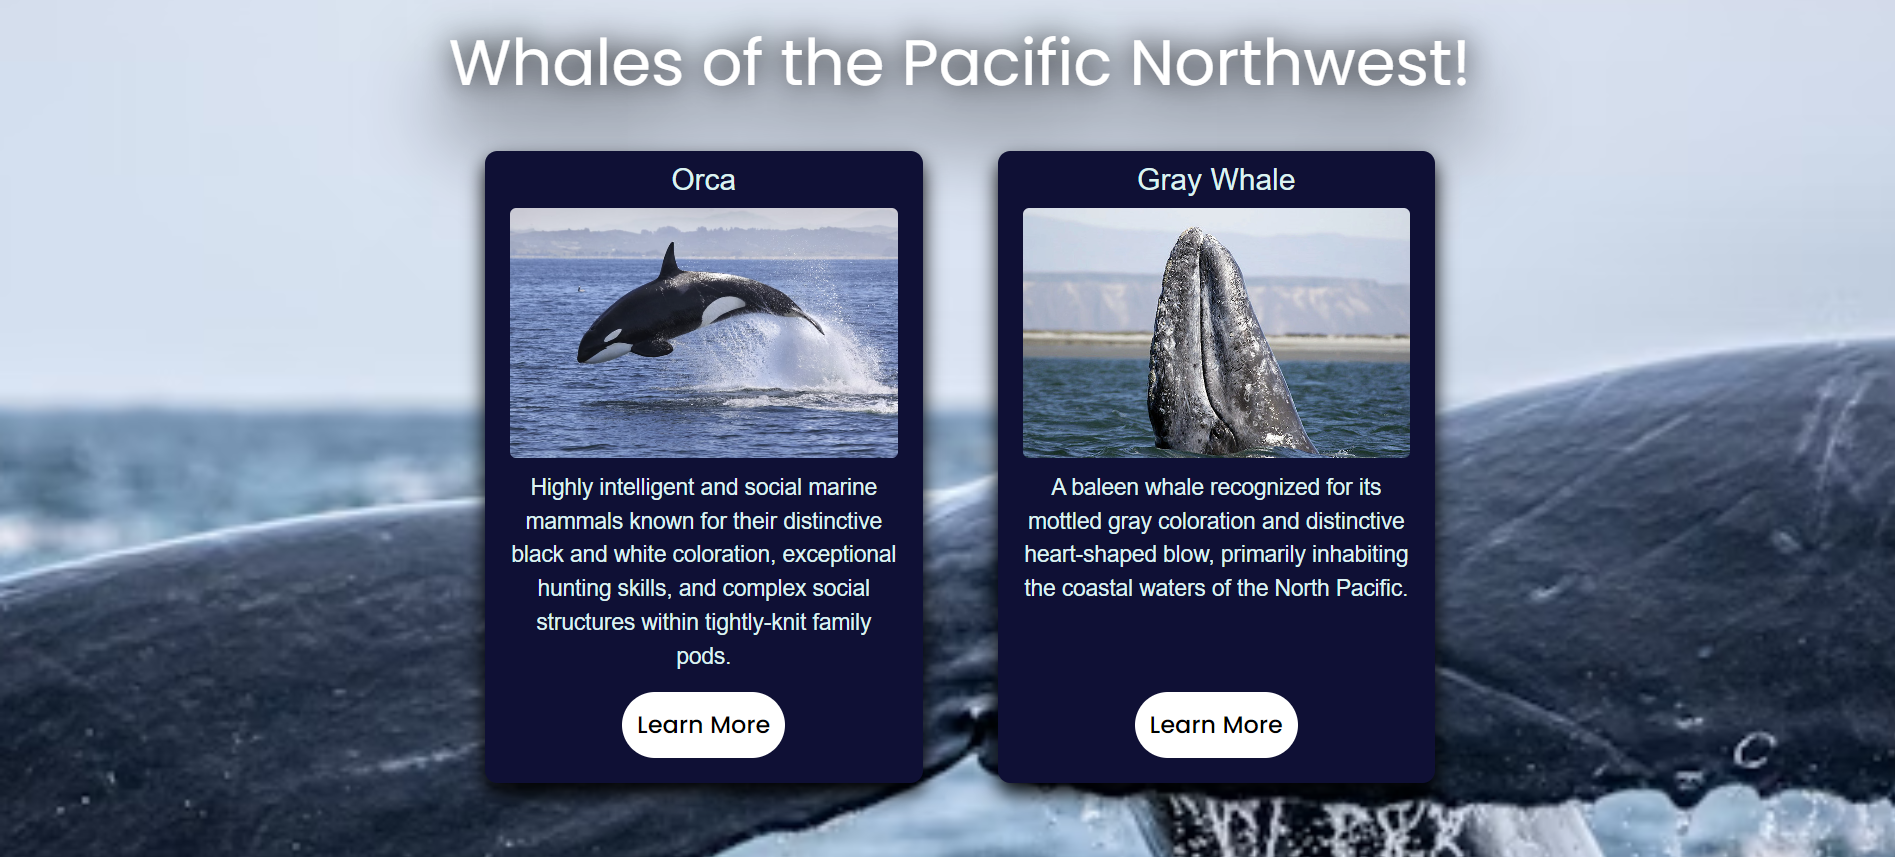 Whales of the Pacific Northwest!
Orca
Highly intelligent and social marine
mammals known for their distinctive
black and white coloration, exceptional
hunting skills, and complex social
structures within tightly-knit family
pods.
Learn More
Gray Whale
A baleen whale recognized for its
mottled gray coloration and distinctive
heart-shaped blow, primarily inhabiting
the coastal waters of the North Pacific.
Learn More